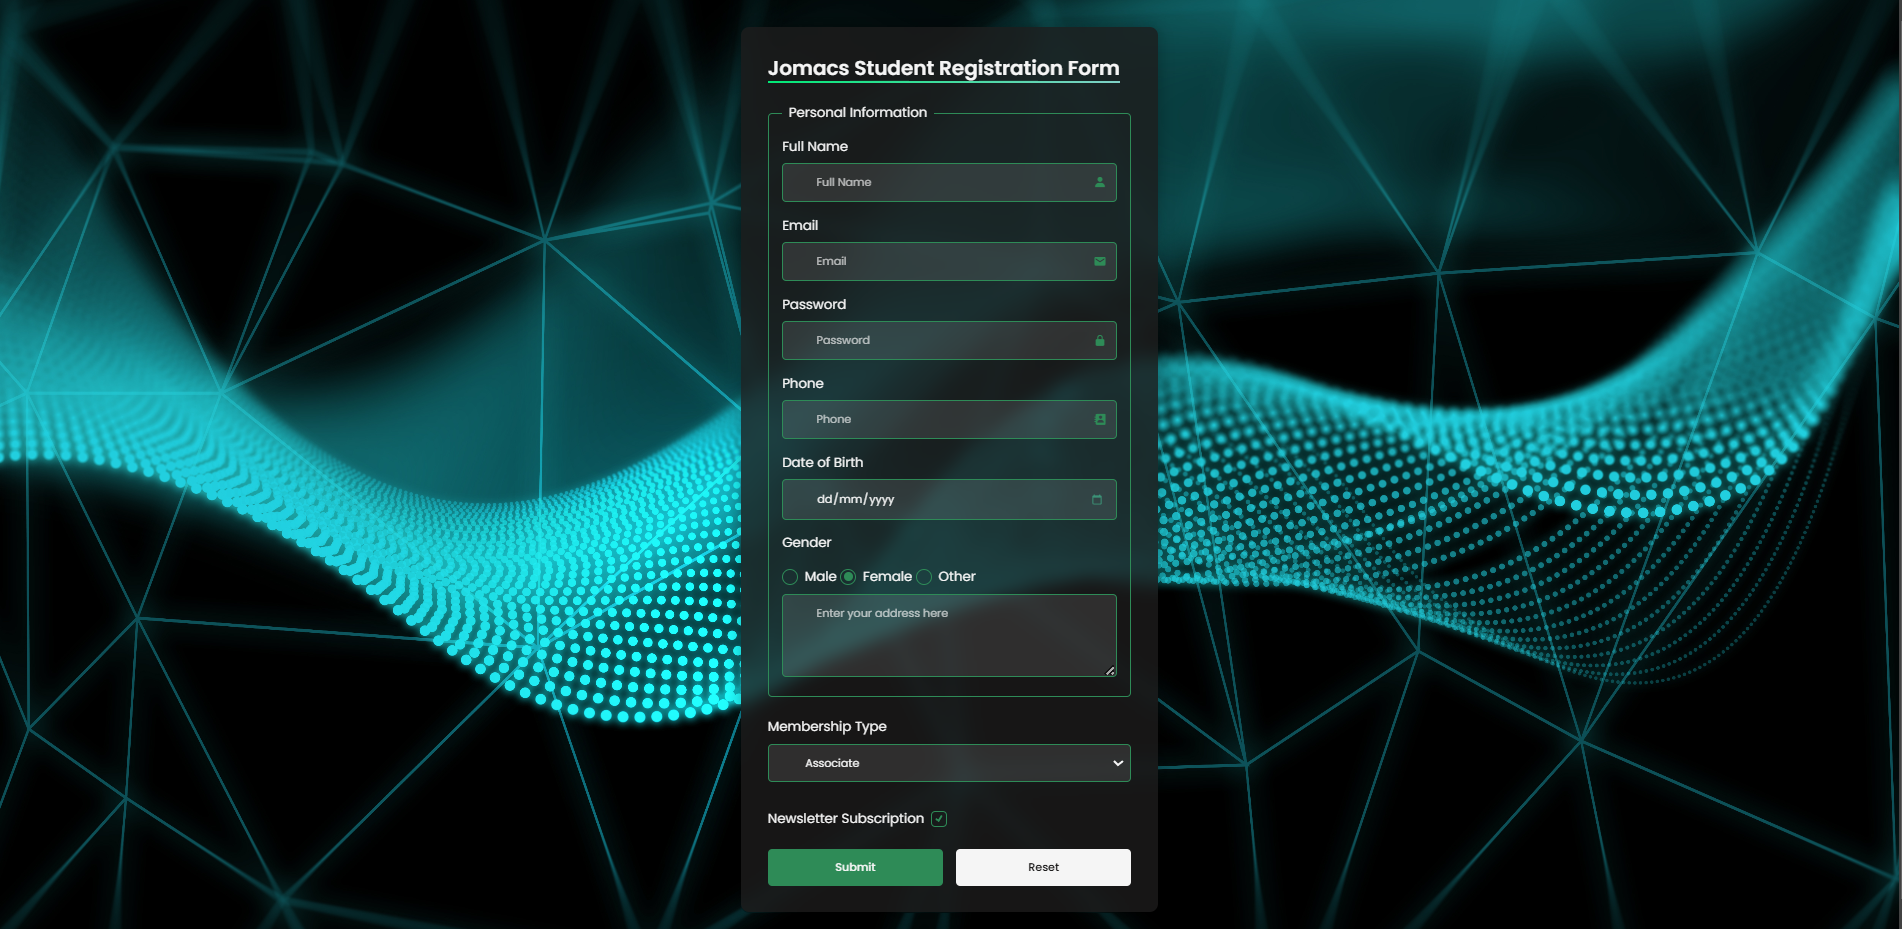 Jomacs Student Registration Form
Personal Information
Full Name
Full Name
Email
Email
Password
Password
Phone
Phone
Date of Birth
dd/mm/yyyy
Gender
Male Female Other
Enter your address here
Membership Type
Associate
Newsletter Subscription
Submit Reset